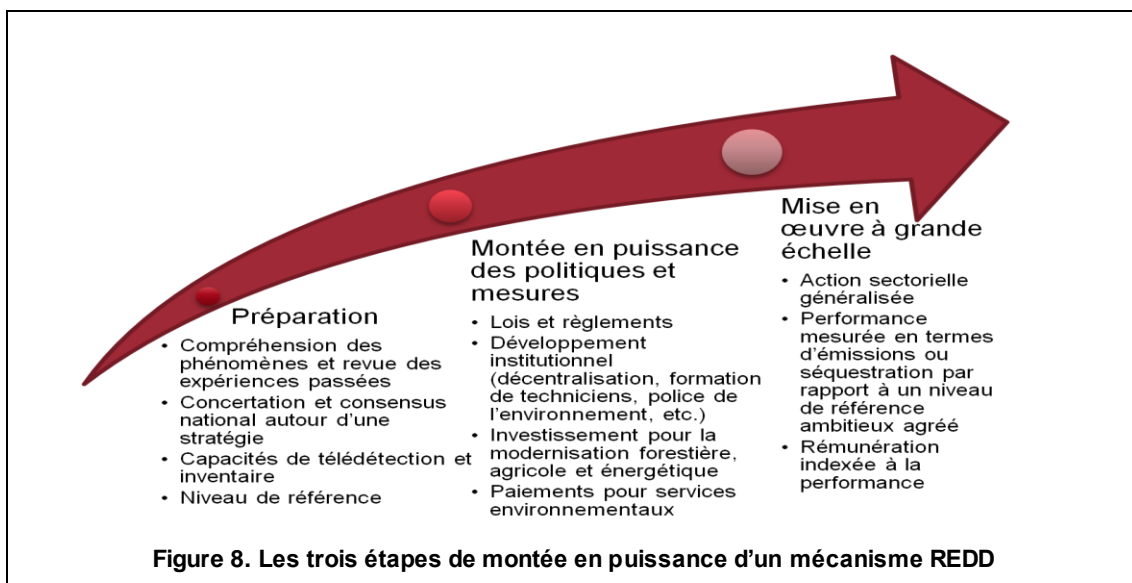 Préparation
• Compréhension des
phénomènes et revue des
expériences passées
• Concertation et consensus
national autour d'une
stratégie
• Capacités de télédétection et
inventaire
• Niveau de référence
Montée en puissance
des politiques et
mesures
• Lois et règlements
• Développement
institutionnel
(décentralisation, formation
de techniciens, police de
l'environnement, etc.)
• Investissement pour la
modernisation forestière,
agricole et énergétique
• Paiements pour services
environnementaux
Mise en
œuvre à grande
échelle
• Action sectorielle
généralisée
• Performance
mesurée en termes
d'émissions ou
séquestration par
rapport à un niveau
de référence
ambitieux agréé
• Rémunération
indexée à la
performance
Figure 8. Les trois étapes de montée en puissance d'un mécanisme REDD